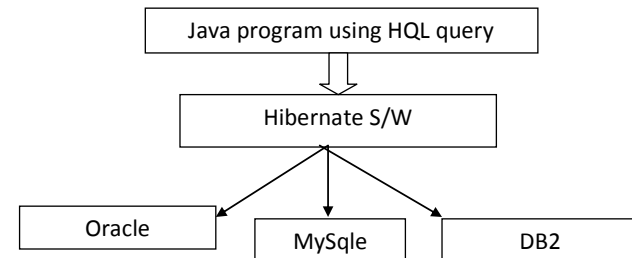 Java program using HQL query
Hibernate S/W
Oracle
MySqle
DB2